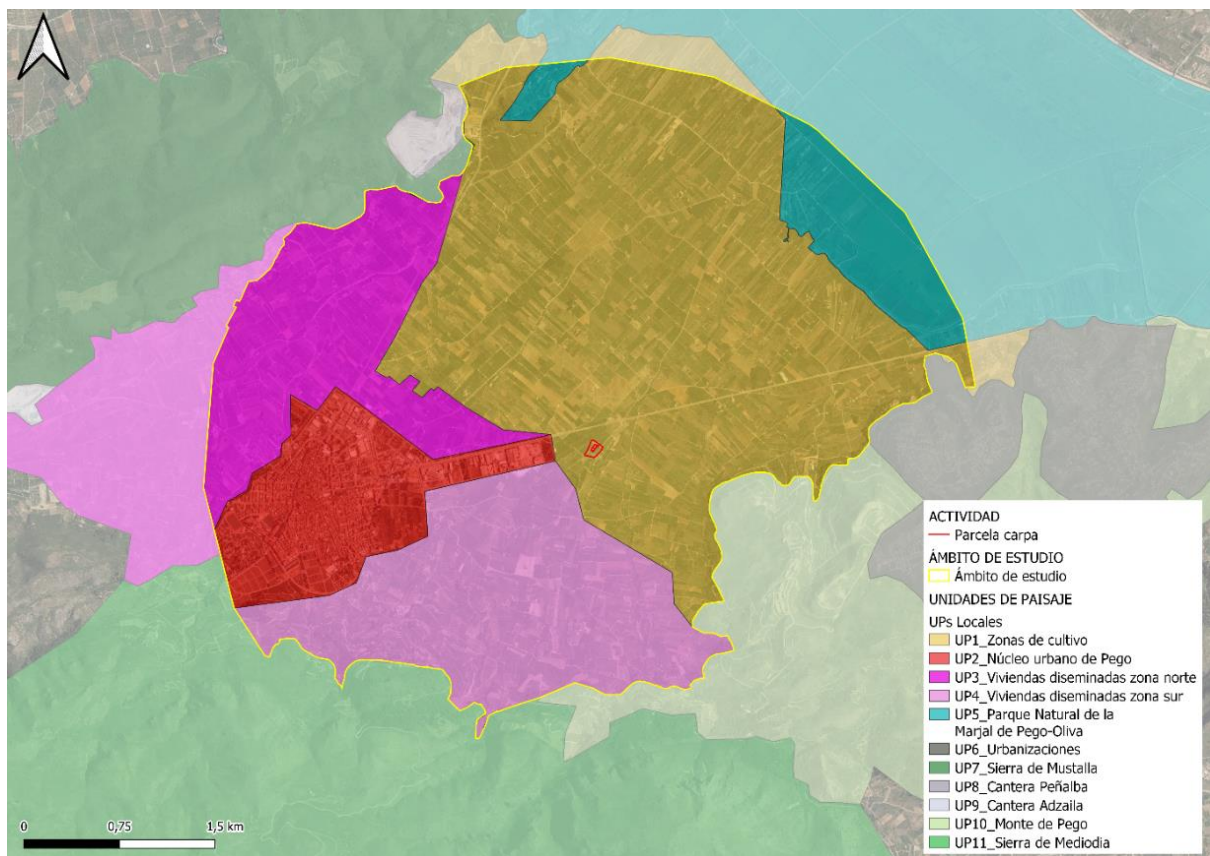 ACTIVIDAD
Parcela carpa
ÁMBITO DE ESTUDIO
Ámbito de estudio
UNIDADES DE PAISAJE
UPs Locales
UP1_Zonas de cultivo
UP2_Núcleo urbano de Pego
UP3_Viviendas diseminadas zona norte
UP4_Viviendas diseminadas zona sur
UP5_Parque Natural de la
Marjal de Pego-Oliva
UP6_Urbanizaciones
UP7_Sierra de Mustalla
UP8_Cantera Peñalba
UP9_Cantera Adzaila
UP10_Monte de Pego
UP11_Sierra de Mediodia
0 0,75 1,5 km